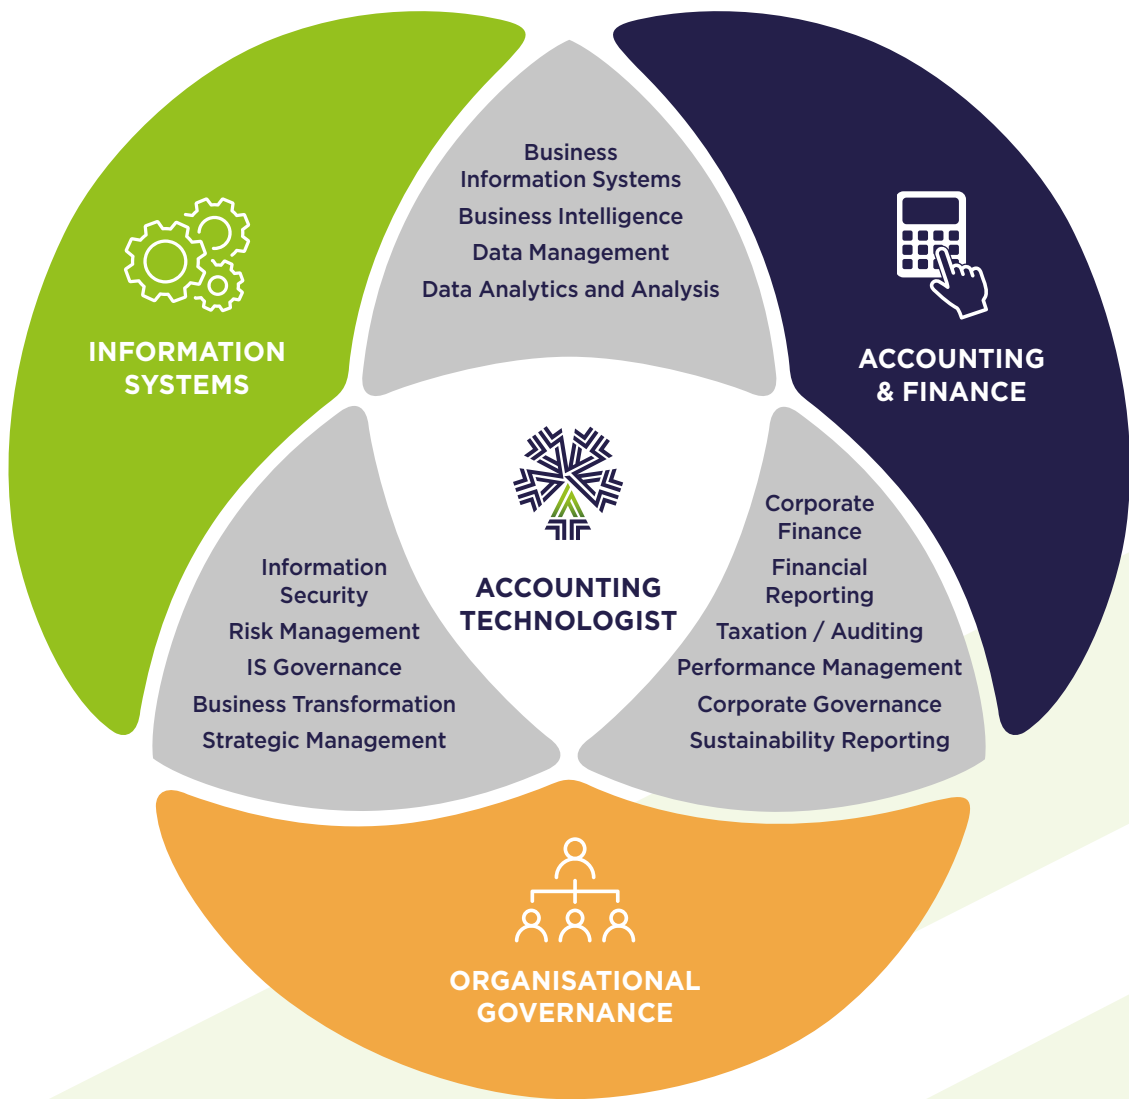 Business
Information Systems
Business Intelligence
Data Management
Data Analytics and Analysis
INFORMATION
SYSTEMS
ACCOUNTING
& FINANCE
ACCOUNTING
TECHNOLOGIST
Information
Security
Risk Management
IS Governance
Business Transformation
Strategic Management
Corporate
Finance
Financial
Reporting
Taxation / Auditing
Performance Management
Corporate Governance
Sustainability Reporting
ORGANISATIONAL
GOVERNANCE